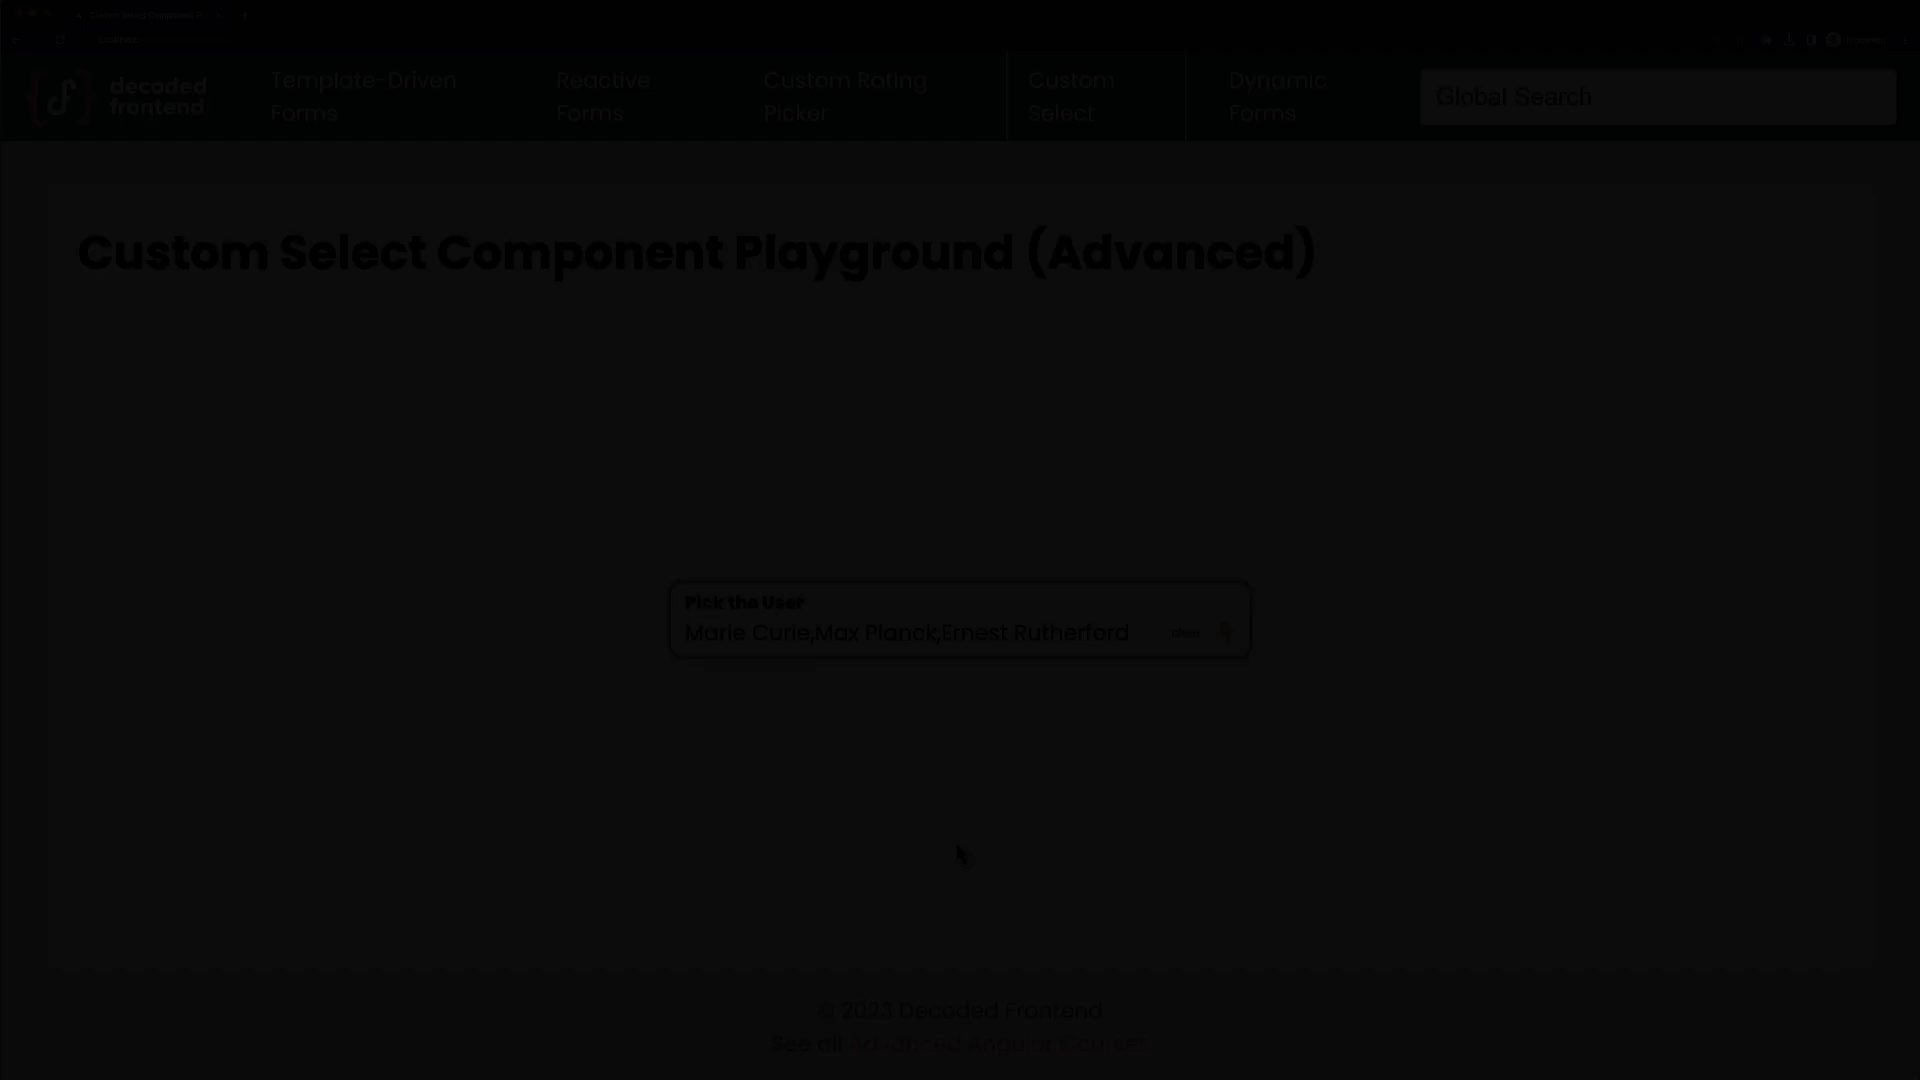 decoded
frontend
Template-Driven
Forms
Reactive
Forms
Custom Rating
Picker
Custom
Select
Dynamic
Forms
Global Search
Custom Select Component Playground (Advanced)
Pick the User
Marie Curie,Max Planck,Ernest Rutherford
clear
© 2023 Decoded Frontend
See all Advanced Angular Courses